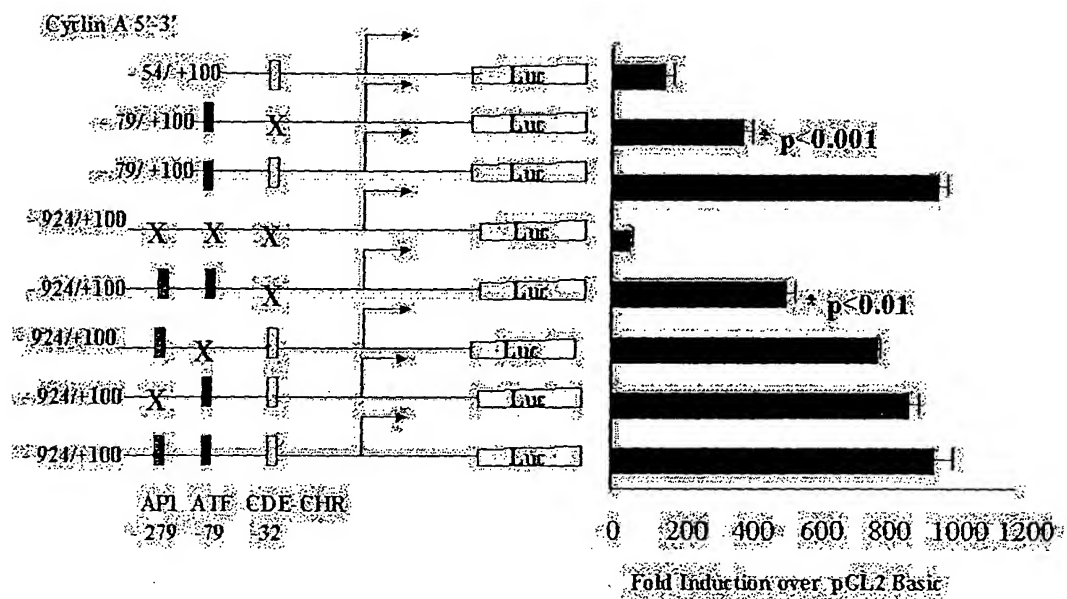 Cyclin A 5'-3'
- 54/ +100
Luc
- 79/ +100
X
Luc
* p<0.001
- 79/ +100
Luc
- 924/+100
X X X
Luc
- 924/+100
X
Luc
* p<0.01
- 924/+100
X
Luc
- 924/+100
X
Luc
- 924/+100
Luc
AP1 ATF CDE-CHR
-279 -79 -32
0 200 400 600 800 1000 1200
Fold Induction over pGL2 Basic